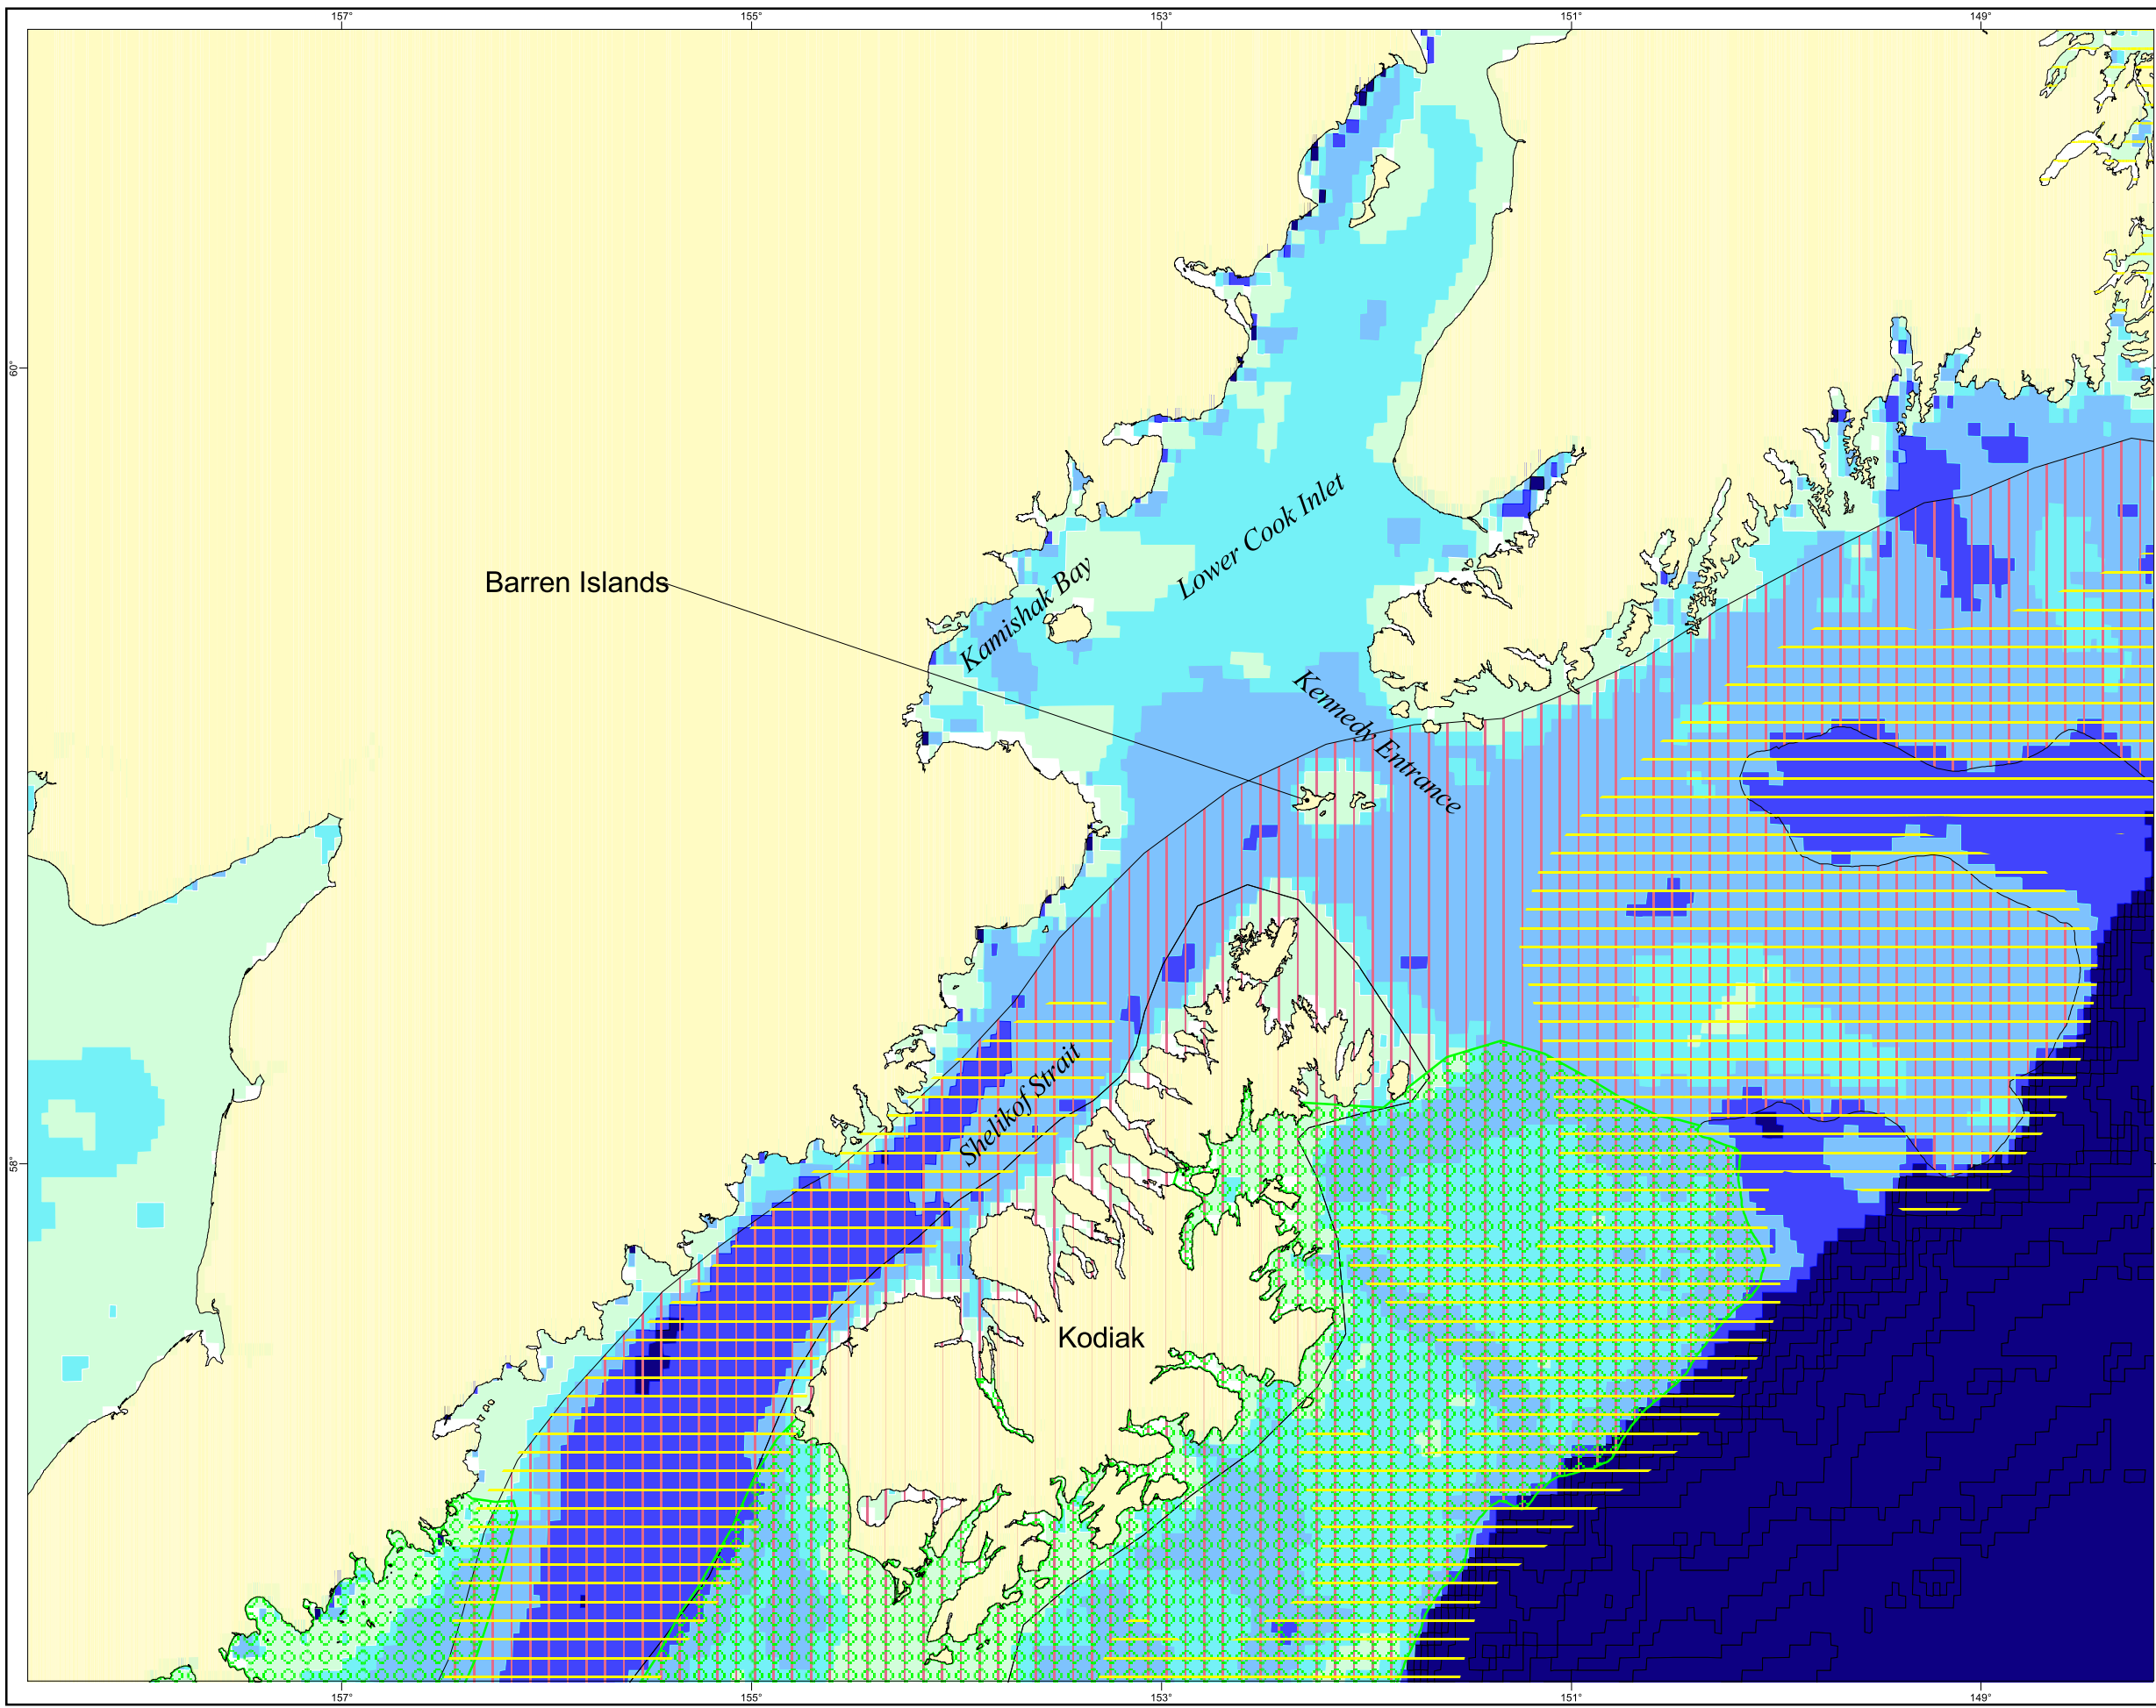 157° 155° 153° 151° 149°
60°
Lower Cook Inlet
Barren Islands
Kamishak Bay
Kennedy Entrance
Shelikof Strait
58°
Kodiak
157° 155° 153° 151° 149°